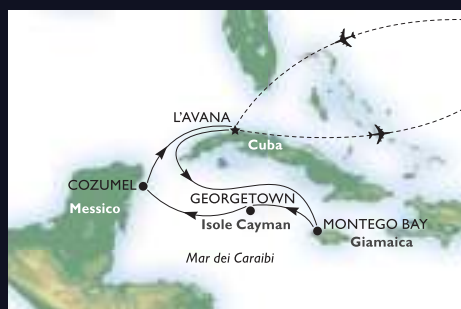 L'AVANA
Cuba
COZUMEL
Messico
GEORGETOWN
Isole Cayman
MONTEGO BAY
Giamaica
Mar dei Caraibi